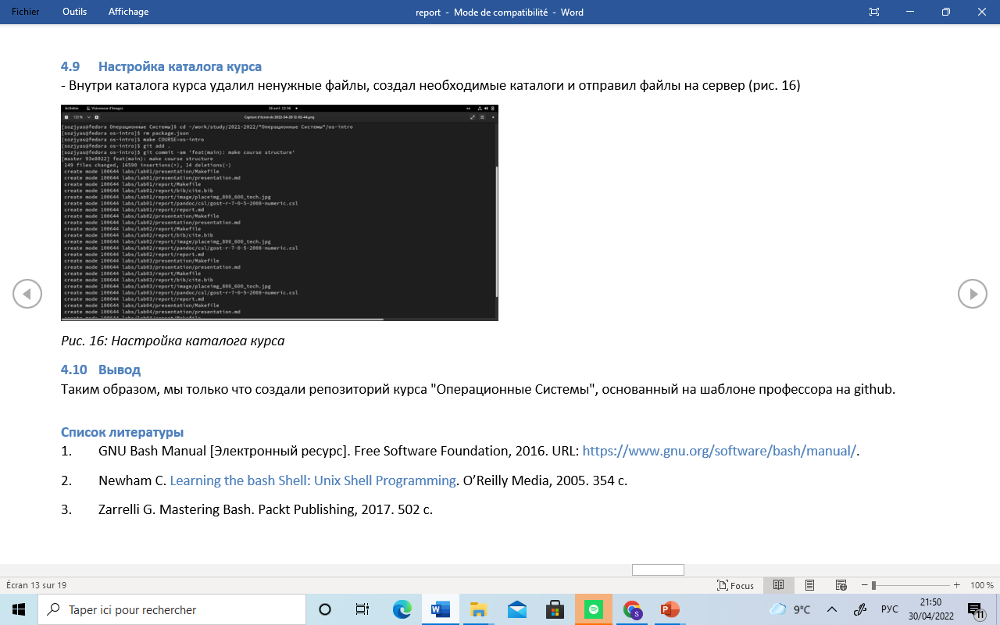 Fichier Outils Affichage report - Mode de compatibilité - Word
4.9 Настройка каталога курса
- Внутри каталога курса удалил ненужные файлы, создал необходимые каталоги и отправил файлы на сервер (рис. 16)
Activités Visionneur d'images 28 avril 22:36
133 % Capture d'écran du 2022-04-20 12-02-44.png
[sozjyas@fedora Операционные Системы]$ cd ~/work/study/2021-2022/"Операционные Системы"/os-intro
[sozjyas@fedora os-intro]$ rm package.json
[sozjyas@fedora os-intro]$ make COURSE=os-intro
[sozjyas@fedora os-intro]$ git add .
[sozjyas@fedora os-intro]$ git commit -am 'feat(main): make course structure'
[master 93e8022] feat(main): make course structure
149 files changed, 16590 insertions(+), 14 deletions(-)
create mode 100644 labs/lab01/presentation/Makefile
create mode 100644 labs/lab01/presentation/presentation.md
create mode 100644 labs/lab01/report/Makefile
create mode 100644 labs/lab01/report/bib/cite.bib
create mode 100644 labs/lab01/report/image/placeimg_800_600_tech.jpg
create mode 100644 labs/lab01/report/pandoc/csl/gost-r-7-0-5-2008-numeric.csl
create mode 100644 labs/lab01/report/report.md
create mode 100644 labs/lab02/presentation/Makefile
create mode 100644 labs/lab02/presentation/presentation.md
create mode 100644 labs/lab02/report/Makefile
create mode 100644 labs/lab02/report/bib/cite.bib
create mode 100644 labs/lab02/report/image/placeimg_800_600_tech.jpg
create mode 100644 labs/lab02/report/pandoc/csl/gost-r-7-0-5-2008-numeric.csl
create mode 100644 labs/lab02/report/report.md
create mode 100644 labs/lab03/presentation/Makefile
create mode 100644 labs/lab03/presentation/presentation.md
create mode 100644 labs/lab03/report/Makefile
create mode 100644 labs/lab03/report/bib/cite.bib
create mode 100644 labs/lab03/report/image/placeimg_800_600_tech.jpg
create mode 100644 labs/lab03/report/pandoc/csl/gost-r-7-0-5-2008-numeric.csl
create mode 100644 labs/lab03/report/report.md
create mode 100644 labs/lab04/presentation/Makefile
create mode 100644 labs/lab04/presentation/presentation.md
create mode 100644 labs/lab04/report/Makefile
Рис. 16: Настройка каталога курса
4.10 Вывод
Таким образом, мы только что создали репозиторий курса "Операционные Системы", основанный на шаблоне профессора на github.
Список литературы
1. GNU Bash Manual [Электронный ресурс]. Free Software Foundation, 2016. URL: https://www.gnu.org/software/bash/manual/.
2. Newham C. Learning the bash Shell: Unix Shell Programming. O’Reilly Media, 2005. 354 с.
3. Zarrelli G. Mastering Bash. Packt Publishing, 2017. 502 с.
Écran 13 sur 19 Focus 100 %
Taper ici pour rechercher 9°C РУС 21:50
30/04/2022 11